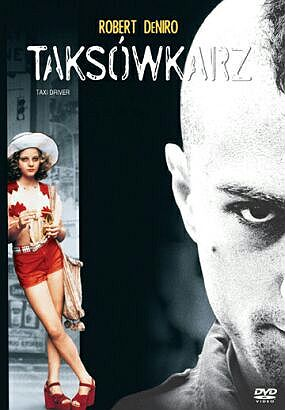 ROBERT DeNIRO
TAKSÓWKARZ
TAXI DRIVER
DVD
VIDEO